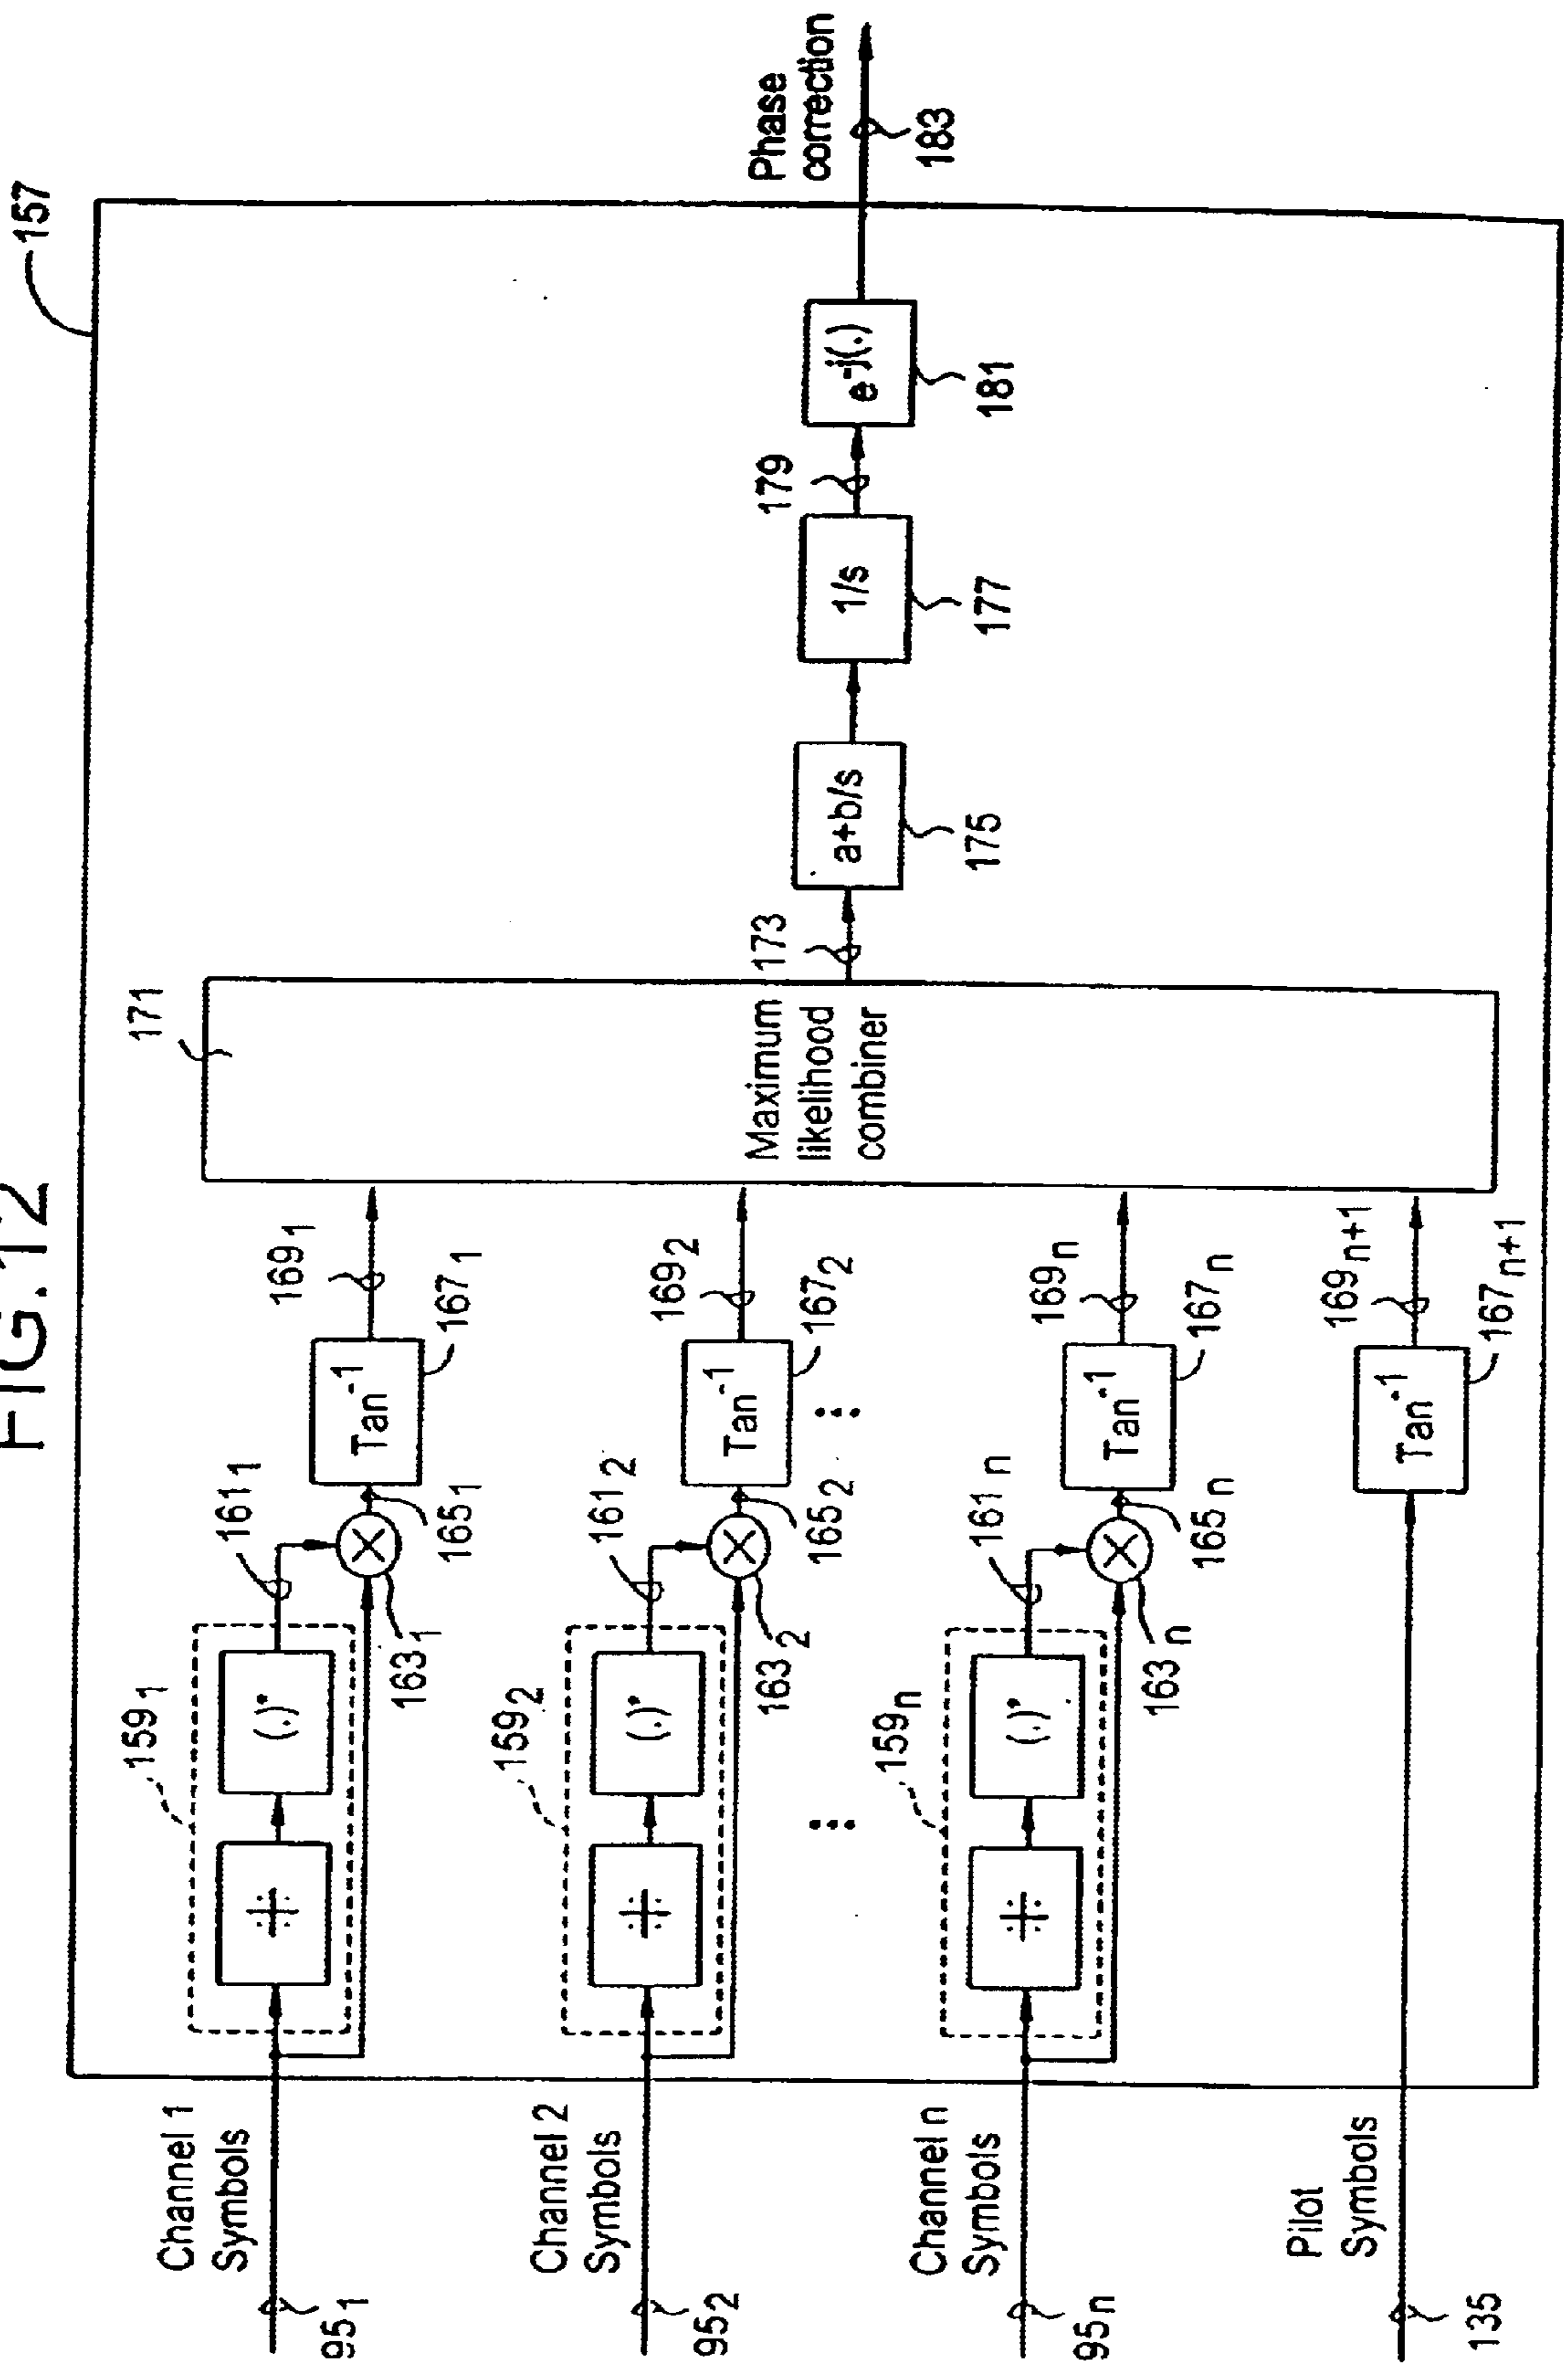 FIG.12
157
Channel 1
Symbols
95₁
159₁
(.)*
161₁
163₁
165₁
Tan⁻¹
167₁
169₁
Channel 2
Symbols
95₂
159₂
(.)*
161₂
163₂
165₂
Tan⁻¹
167₂
169₂
Channel n
Symbols
95ₙ
159ₙ
(.)*
161ₙ
163ₙ
165ₙ
Tan⁻¹
167ₙ
169ₙ
Pilot
Symbols
135
Tan⁻¹
167ₙ₊₁
169ₙ₊₁
171
Maximum
likelihood
combiner
173
a+b/s
175
1/s
177
179
e⁻ʲ⁽·⁾
181
Phase
correction
183